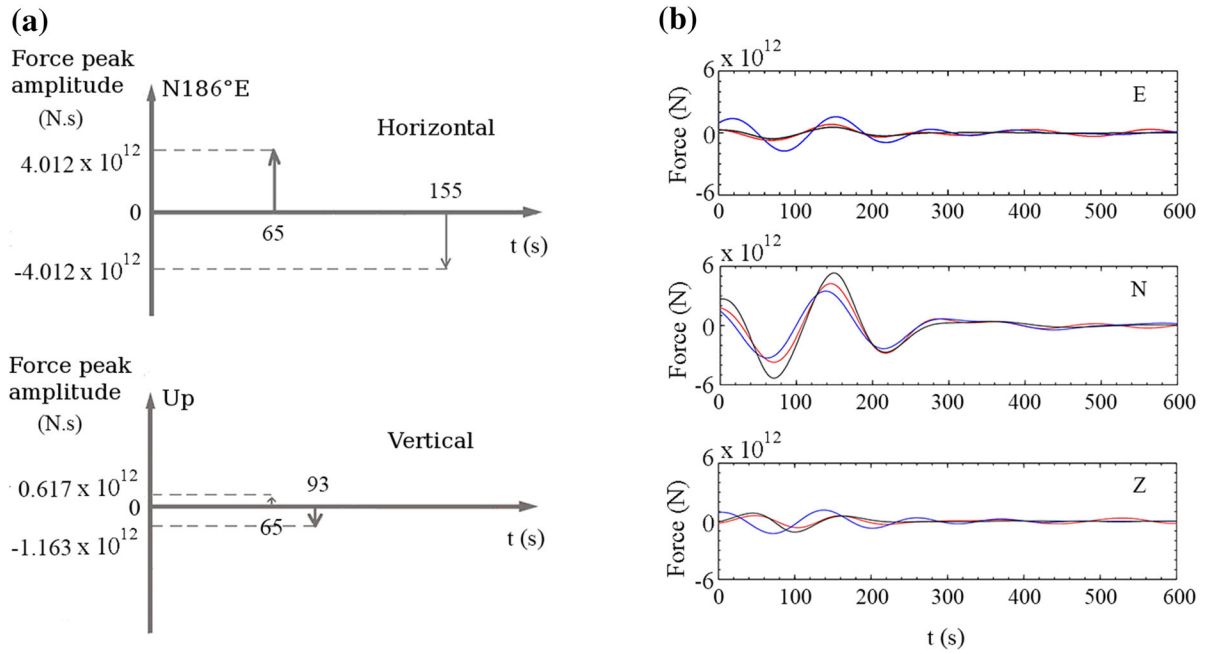 (a)
Force peak
amplitude
(N.s)
N186°E
Horizontal
4.012 x 10¹²
155
0
65
t (s)
-4.012 x 10¹²
Force peak
amplitude
(N.s)
Up
Vertical
0.617 x 10¹²
93
0
65
t (s)
-1.163 x 10¹²
(b)
6 x 10¹²
E
Force (N)
0
-6
0 100 200 300 400 500 600
6 x 10¹²
N
Force (N)
0
-6
0 100 200 300 400 500 600
6 x 10¹²
Z
Force (N)
0
-6
0 100 200 300 400 500 600
t (s)